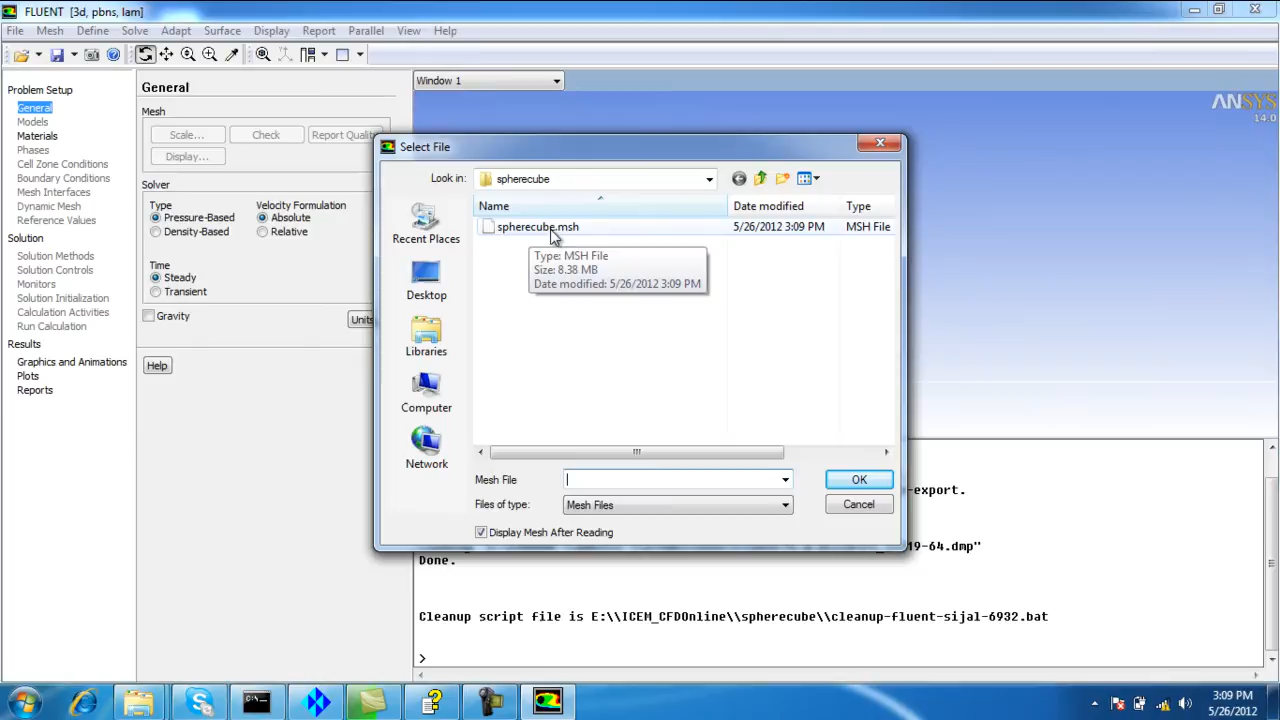 FLUENT [3d, pbns, lam]
File Mesh Define Solve Adapt Surface Display Report Parallel View Help
Problem Setup
General
Models
Materials
Phases
Cell Zone Conditions
Boundary Conditions
Mesh Interfaces
Dynamic Mesh
Reference Values
Solution
Solution Methods
Solution Controls
Monitors
Solution Initialization
Calculation Activities
Run Calculation
Results
Graphics and Animations
Plots
Reports
General
Mesh
Scale... Check Report Quality
Display...
Solver
Type Velocity Formulation
Pressure-Based Absolute
Density-Based Relative
Time
Steady
Transient
Gravity Units
Help
Window 1
ANSYS
14.0
Select File
Look in: spherecube
Name Date modified Type
spherecube.msh 5/26/2012 3:09 PM MSH File
Type: MSH File
Size: 8.38 MB
Date modified: 5/26/2012 3:09 PM
Recent Places
Desktop
Libraries
Computer
Network
Mesh File OK
Files of type: Mesh Files Cancel
Display Mesh After Reading
-export.
19-64.dmp"
Done.
Cleanup script file is E:\\ICEM_CFDOnline\\spherecube\\cleanup-fluent-sijal-6932.bat
>
3:09 PM
5/26/2012